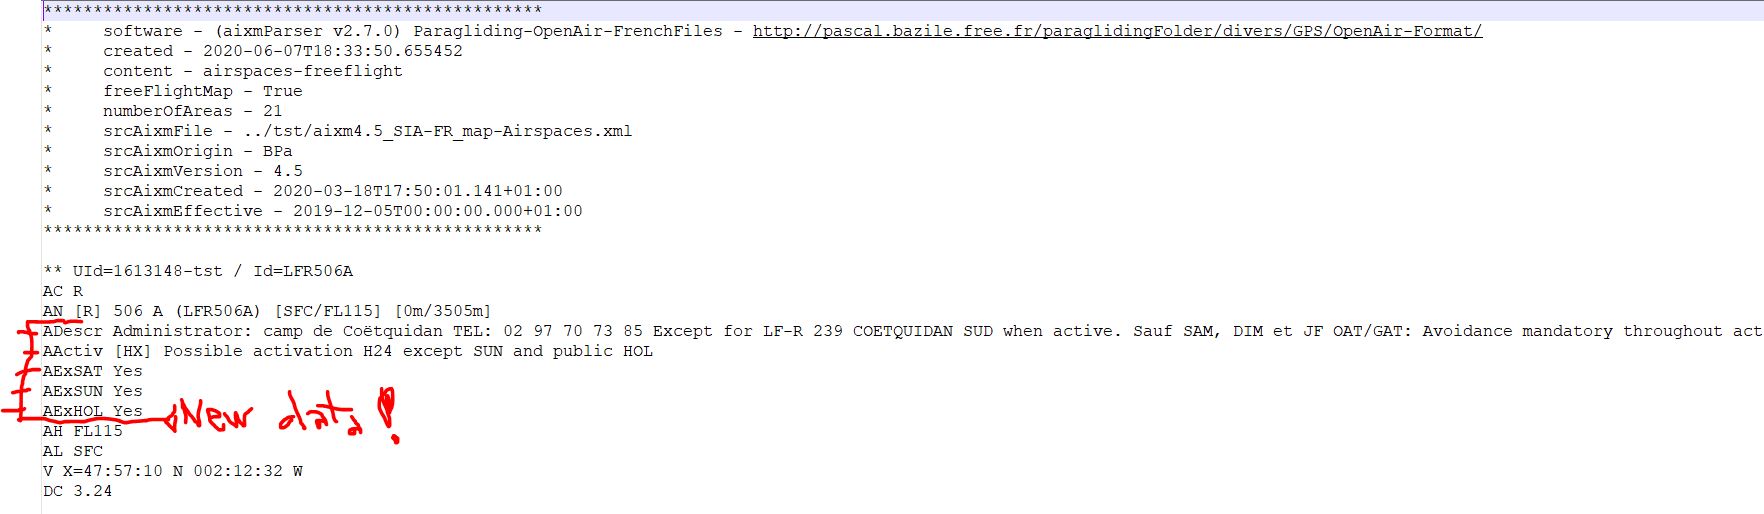 **************************************************
*     software - (aixmParser v2.7.0) Paragliding-OpenAir-FrenchFiles - http://pascal.bazile.free.fr/paraglidingFolder/divers/GPS/OpenAir-Format/
*     created - 2020-06-07T18:33:50.655452
*     content - airspaces-freeflight
*     freeFlightMap - True
*     numberOfAreas - 21
*     srcAixmFile - ../tst/aixm4.5_SIA-FR_map-Airspaces.xml
*     srcAixmOrigin - BPa
*     srcAixmVersion - 4.5
*     srcAixmCreated - 2020-03-18T17:50:01.141+01:00
*     srcAixmEffective - 2019-12-05T00:00:00.000+01:00
**************************************************
** UId=1613148-tst / Id=LFR506A
AC R
AN [R] 506 A (LFR506A) [SFC/FL115] [0m/3505m]
ADescr Administrator: camp de Coëtquidan TEL: 02 97 70 73 85 Except for LF-R 239 COETQUIDAN SUD when active. Sauf SAM, DIM et JF OAT/GAT: Avoidance mandatory throughout act
AActiv [HX] Possible activation H24 except SUN and public HOL
AExSAT Yes
AExSUN Yes
AExHOL Yes
New data!
AH FL115
AL SFC
V X=47:57:10 N 002:12:32 W
DC 3.24